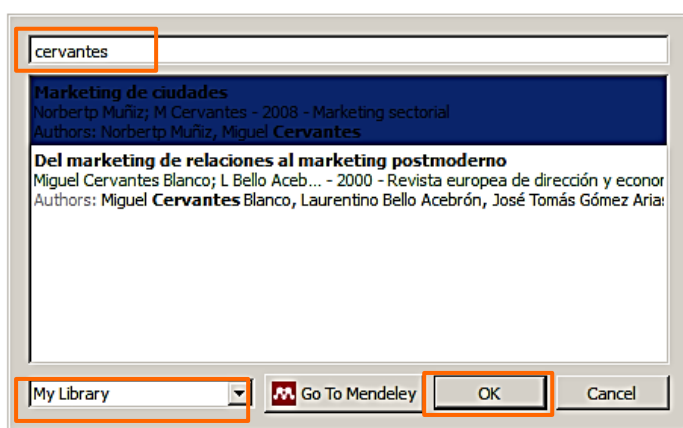 cervantes
Marketing de ciudades
Norbertp Muñiz; M Cervantes - 2008 - Marketing sectorial
Authors: Norbertp Muñiz, Miguel Cervantes
Del marketing de relaciones al marketing postmoderno
Miguel Cervantes Blanco; L Bello Aceb... - 2000 - Revista europea de dirección y econor
Authors: Miguel Cervantes Blanco, Laurentino Bello Acebrón, José Tomás Gómez Aria
My Library Go To Mendeley OK Cancel